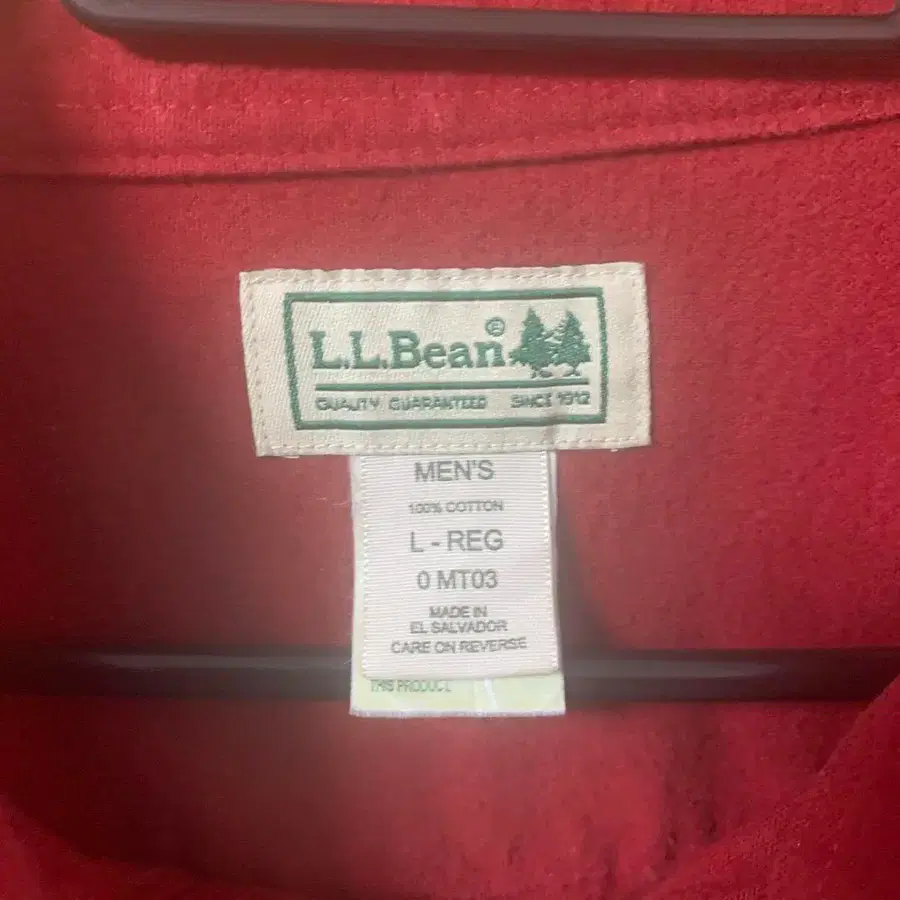 L.L.Bean®
QUALITY GUARANTEED SINCE 1912
MEN'S
100% COTTON
L - REG
0 MT03
MADE IN
EL SALVADOR
CARE ON REVERSE
THIS PRODUCT